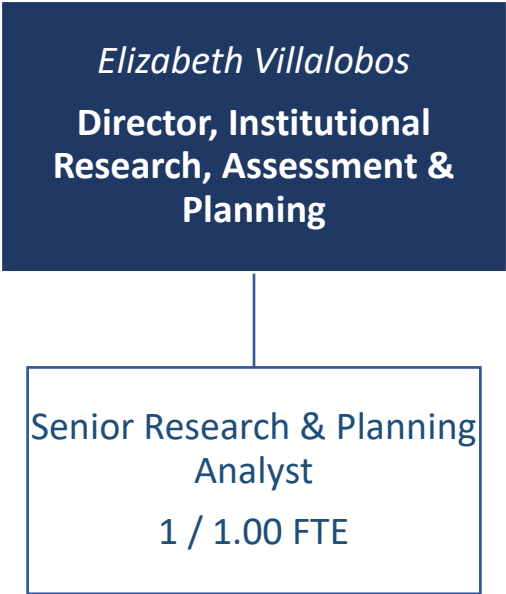 Elizabeth Villalobos
Director, Institutional
Research, Assessment &
Planning
Senior Research & Planning
Analyst
1 / 1.00 FTE